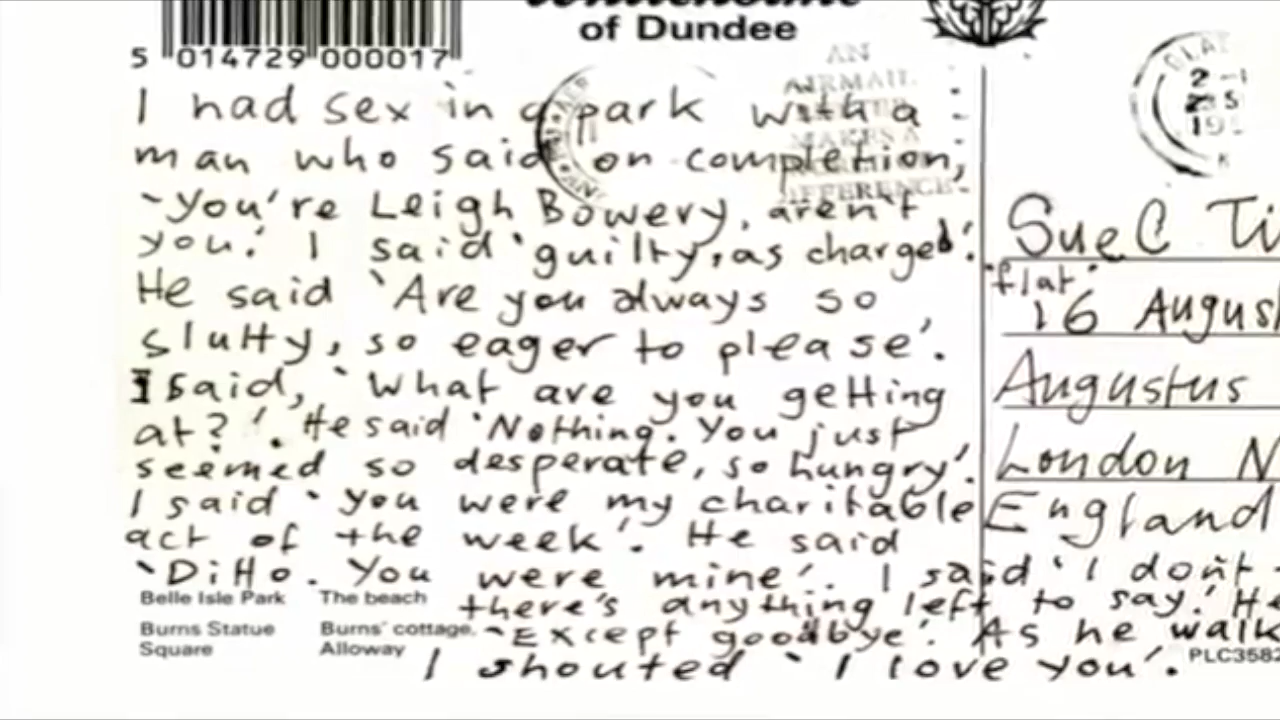 of Dundee
5 014729 000017
AN
AIRMAIL
MAKES A
DIFFERENCE
I had sex in a park with a
man who said on completion,
'You're Leigh Bowery, aren't
you.' I said 'guilty, as charged'.
He said 'Are you always so
slutty, so eager to please'.
I said, 'What are you getting
at?'. He said 'Nothing. You just
seemed so desperate, so hungry'.
I said 'you were my charitable
act of the week'. He said
'Ditto. You were mine'. I said 'I don't
there's anything left to say.' He
'Except goodbye'. As he walk
I shouted 'I love you'.
Sue C Ti
"flat"
16 August
Augustus
London N
England
Belle Isle Park The beach
Burns Statue Burns' cottage,
Square Alloway
PLC3582